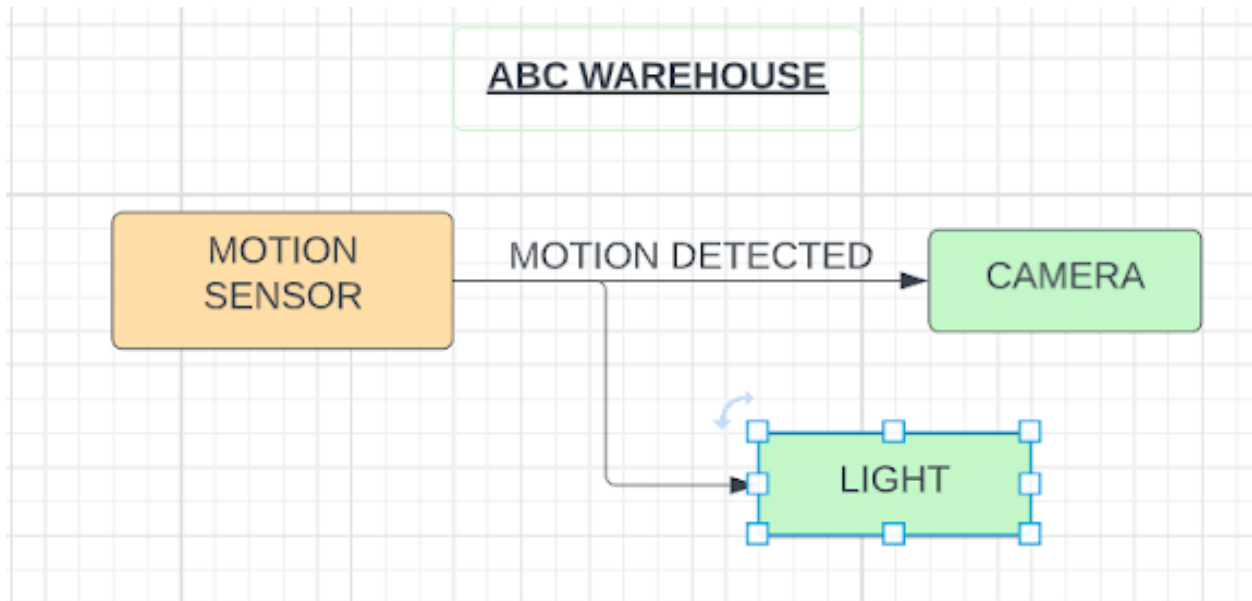 ABC WAREHOUSE
MOTION
SENSOR
MOTION DETECTED
CAMERA
LIGHT